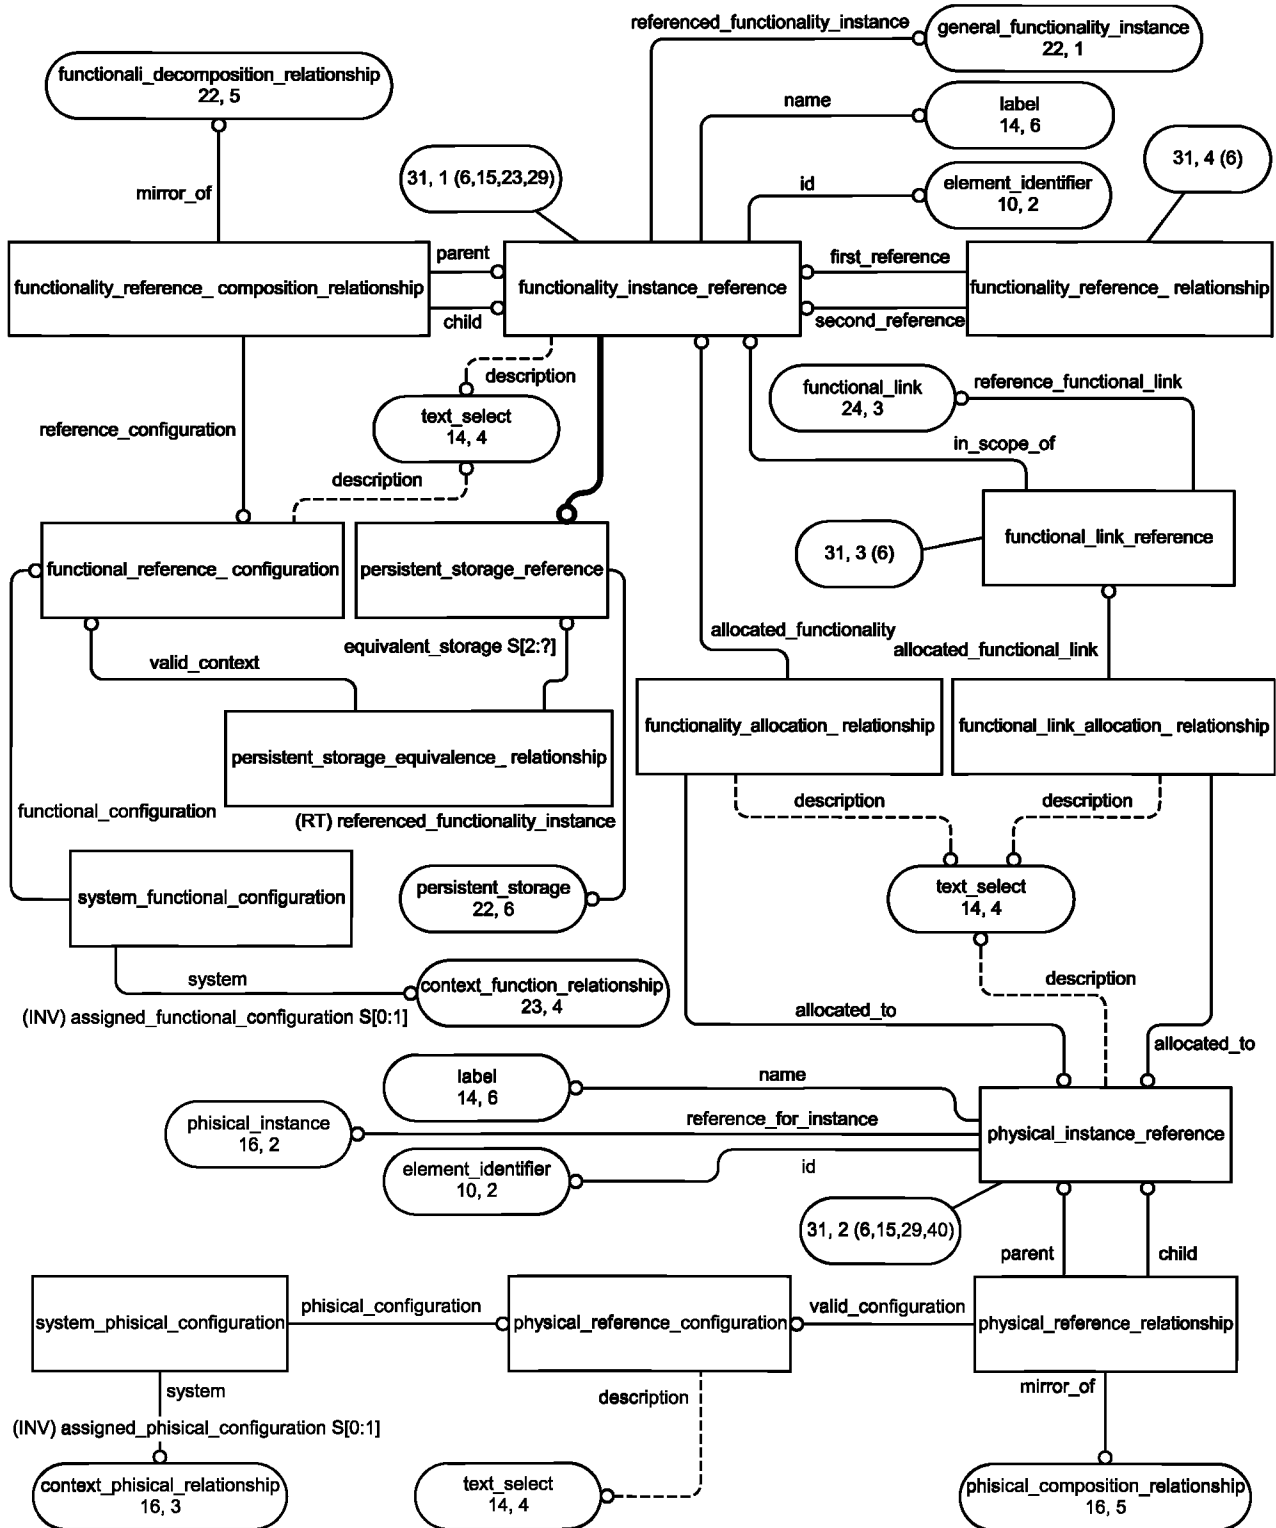 referenced_functionality_instance
general_functionality_instance
22, 1
functionali_decomposition_relationship
22, 5
name
label
14, 6
31, 4 (6)
31, 1 (6,15,23,29)
id
element_identifier
10, 2
mirror_of
parent
first_reference
functionality_reference_ composition_relationship
functionality_instance_reference
functionality_reference_ relationship
child
second_reference
description
functional_link
24, 3
reference_functional_link
text_select
14, 4
reference_configuration
in_scope_of
description
functional_link_reference
31, 3 (6)
functional_reference_ configuration
persistent_storage_reference
allocated_functionality
equivalent_storage S[2:?]
allocated_functional_link
valid_context
functionality_allocation_ relationship
functional_link_allocation_ relationship
persistent_storage_equivalence_ relationship
functional_configuration
(RT) referenced_functionality_instance
description
description
system_functional_configuration
persistent_storage
22, 6
text_select
14, 4
system
context_function_relationship
23, 4
description
(INV) assigned_functional_configuration S[0:1]
allocated_to
allocated_to
label
14, 6
name
phisical_instance
16, 2
reference_for_instance
physical_instance_reference
element_identifier
10, 2
id
31, 2 (6,15,29,40)
parent
child
system_phisical_configuration
phisical_configuration
physical_reference_configuration
valid_configuration
physical_reference_relationship
system
description
mirror_of
(INV) assigned_phisical_configuration S[0:1]
context_phisical_relationship
16, 3
text_select
14, 4
phisical_composition_relationship
16, 5